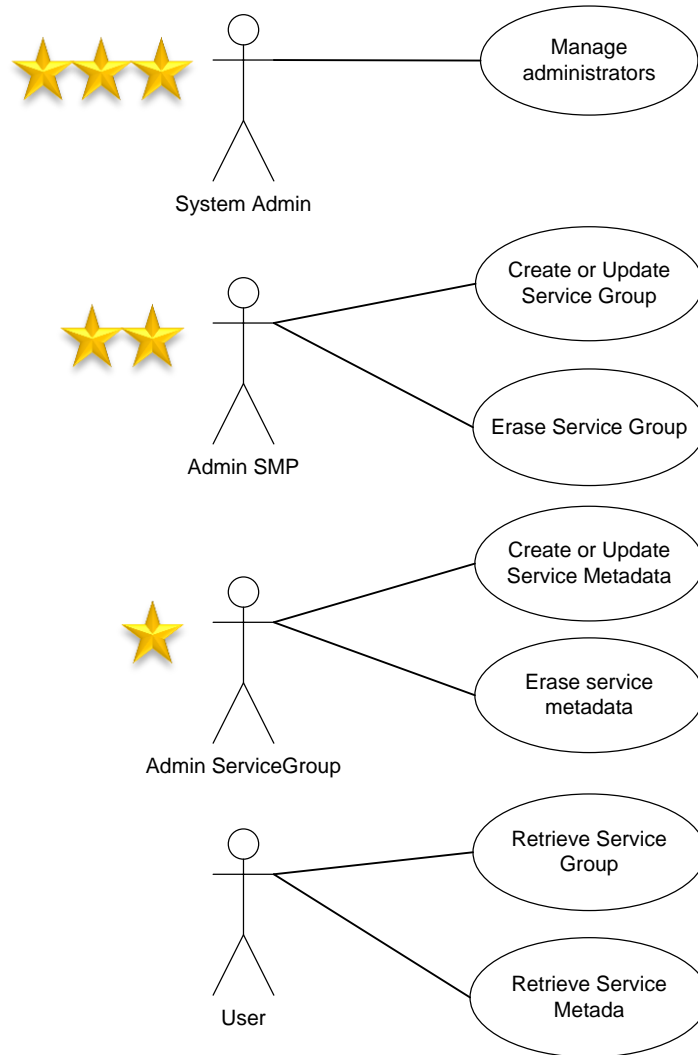 Manage
administrators
System Admin
Create or Update
Service Group
Erase Service Group
Admin SMP
Create or Update
Service Metadata
Erase service
metadata
Admin ServiceGroup
Retrieve Service
Group
Retrieve Service
Metada
User